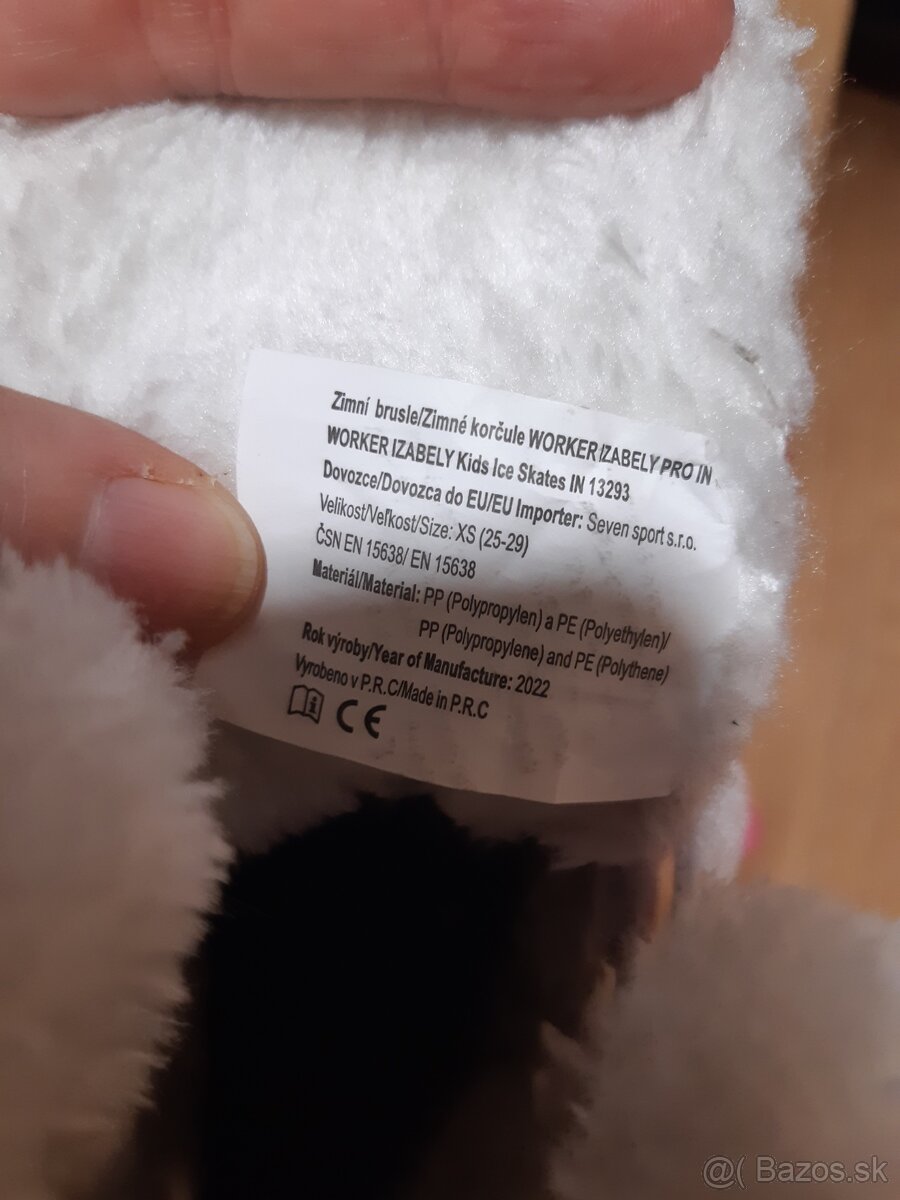 Zimní brusle/Zimné korčule WORKER IZABELY PRO IN
WORKER IZABELY Kids Ice Skates IN 13293
Dovozce/Dovozca do EU/EU Importer: Seven sport s.r.o.
Velikost/Veľkosť/Size: XS (25-29)
ČSN EN 15638/ EN 15638
Materiál/Material: PP (Polypropylen) a PE (Polyethylen)/
PP (Polypropylene) and PE (Polythene)
Rok výroby/Year of Manufacture: 2022
Vyrobeno v P.R.C/Made in P.R.C
CE
@( Bazos.sk